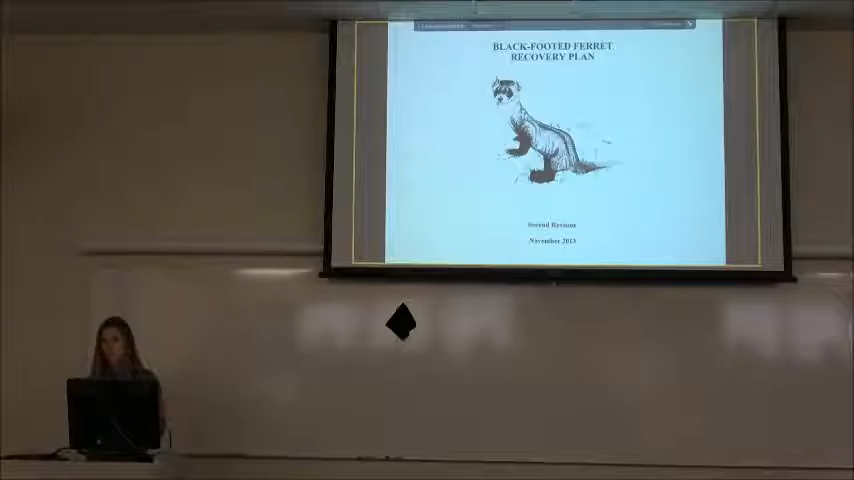 BLACK-FOOTED FERRET
RECOVERY PLAN
Second Revision
November 2013